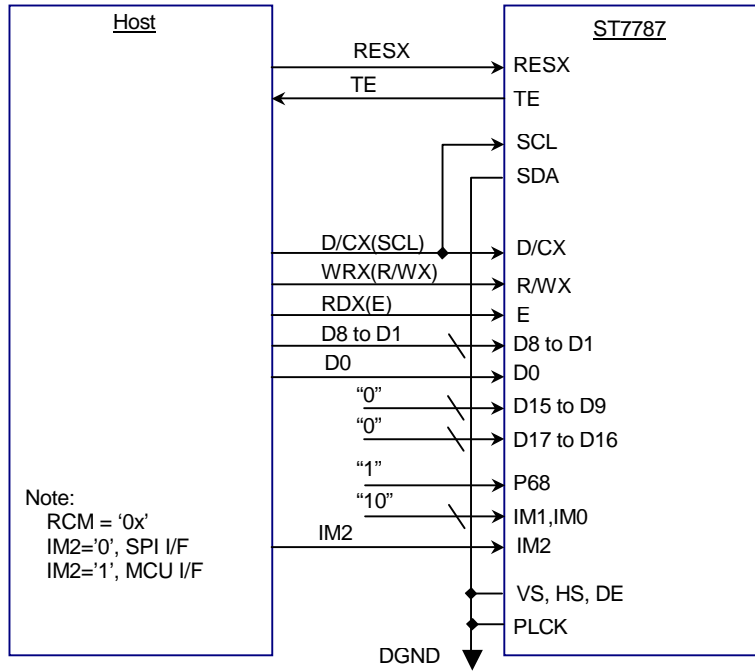 Host
ST7787
RESX
RESX
TE
TE
SCL
SDA
D/CX(SCL)
D/CX
WRX(R/WX)
R/WX
RDX(E)
E
D8 to D1
D8 to D1
D0
D0
“0”
D15 to D9
“0”
D17 to D16
“1”
P68
“10”
IM1,IM0
IM2
IM2
Note:
RCM = ‘0x’
IM2=’0’, SPI I/F
IM2=’1’, MCU I/F
VS, HS, DE
PLCK
DGND